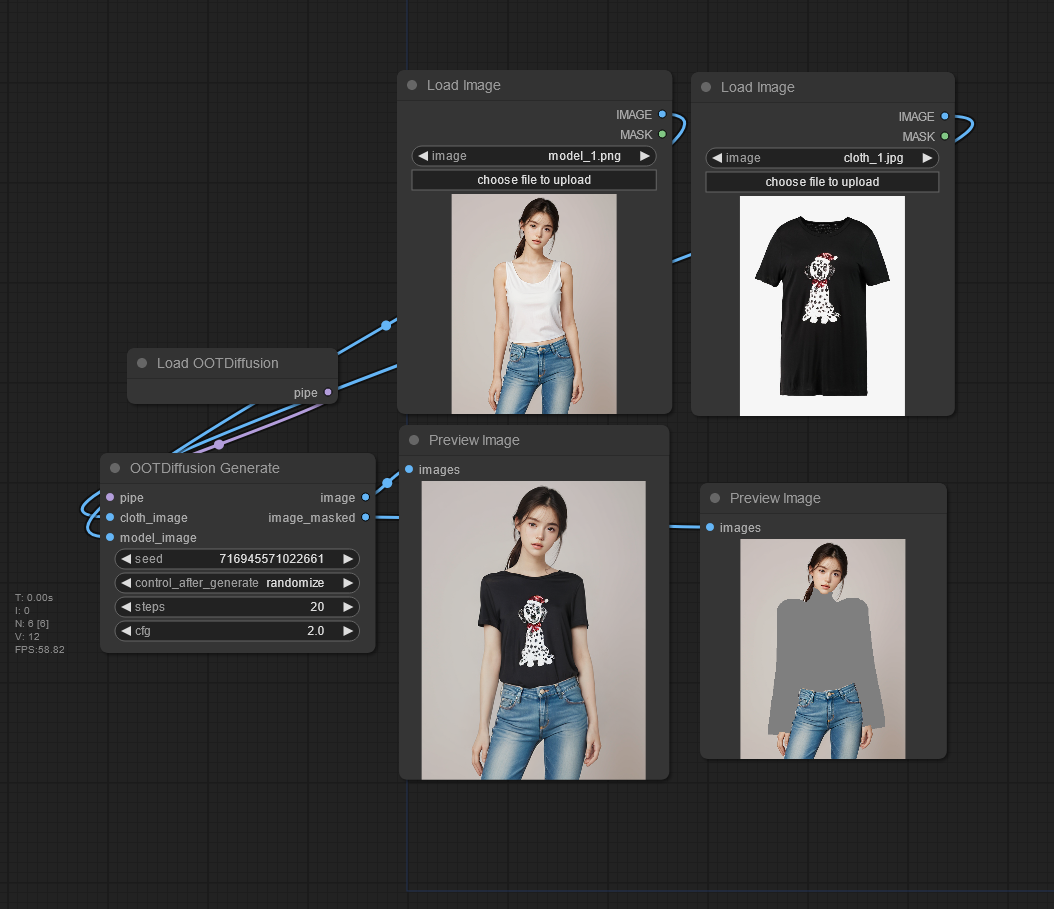 Load Image
IMAGE
MASK
image model_1.png
choose file to upload
Load Image
IMAGE
MASK
image cloth_1.jpg
choose file to upload
Load OOTDiffusion
pipe
OOTDiffusion Generate
pipe image
cloth_image image_masked
model_image
seed 716945571022661
control_after_generate randomize
steps 20
cfg 2.0
Preview Image
images
Preview Image
images
T: 0.00s
I: 0
N: 6 [6]
V: 12
FPS:58.82